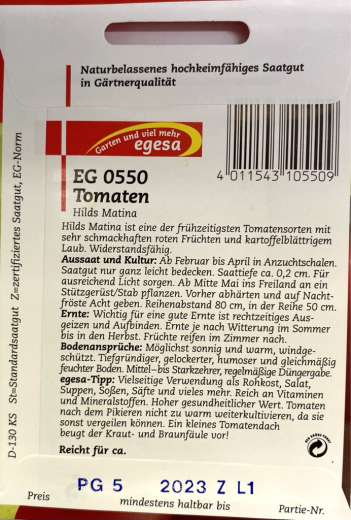 Naturbelassenes hochkeimfähiges Saatgut
in Gärtnerqualität
Garten und viel mehr
egesa
4 011543 105509
EG 0550
Tomaten
Hilds Matina
Hilds Matina ist eine der frühzeitigsten Tomatensorten mit
sehr schmackhaften roten Früchten und kartoffelblättrigem
Laub. Widerstandsfähig.
Aussaat und Kultur: Ab Februar bis April in Anzuchtschalen.
Saatgut nur ganz leicht bedecken. Saattiefe ca. 0,2 cm. Für
ausreichend Licht sorgen. Ab Mitte Mai ins Freiland an ein
Stützgerüst/Stab pflanzen. Vorher abhärten und auf Nacht-
fröste Acht geben. Reihenabstand 80 cm, in der Reihe 50 cm.
Ernte: Wichtig für eine gute Ernte ist rechtzeitiges Aus-
geizen und Aufbinden. Ernte je nach Witterung im Sommer
bis in den Herbst. Früchte reifen im Zimmer nach.
Bodenansprüche: Möglichst sonnig und warm, windge-
schützt. Tiefgründiger, gelockerter, humoser und gleichmäßig
feuchter Boden. Mittel- bis Starkzehrer, regelmäßige Düngergabe.
egesa-Tipp: Vielseitige Verwendung als Rohkost, Salat,
Suppen, Soßen, Säfte und vieles mehr. Reich an Vitaminen
und Mineralstoffen. Hoher gesundheitlicher Wert. Tomaten
nach dem Pikieren nicht zu warm weiterkultivieren, da sie
sonst vergeilen können. Ein kleines Tomatendach
beugt der Kraut- und Braunfäule vor!
Reicht für ca.
PG 5 2023 Z L1
Preis
mindestens haltbar bis
Partie-Nr.
D-130 KS St=Standardsaatgut Z=zertifiziertes Saatgut, EG-Norm